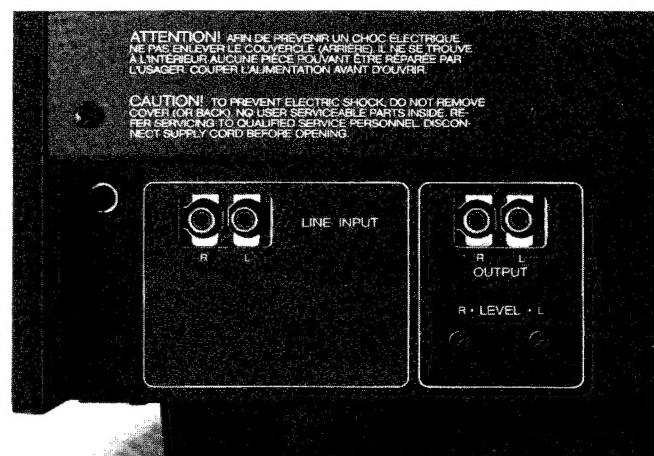 ATTENTION! AFIN DE PRÉVENIR UN CHOC ÉLECTRIQUE
NE PAS ENLEVER LE COUVERCLE (ARRIÈRE). IL NE SE TROUVE
À L'INTÉRIEUR AUCUNE PIÈCE POUVANT ÊTRE RÉPARÉE PAR
L'USAGER. COUPER L'ALIMENTATION AVANT D'OUVRIR.
CAUTION! TO PREVENT ELECTRIC SHOCK, DO NOT REMOVE
COVER (OR BACK). NO USER SERVICEABLE PARTS INSIDE. RE-
FER SERVICING TO QUALIFIED SERVICE PERSONNEL. DISCON-
NECT SUPPLY CORD BEFORE OPENING.
LINE INPUT
R L
R L
OUTPUT
R • LEVEL • L